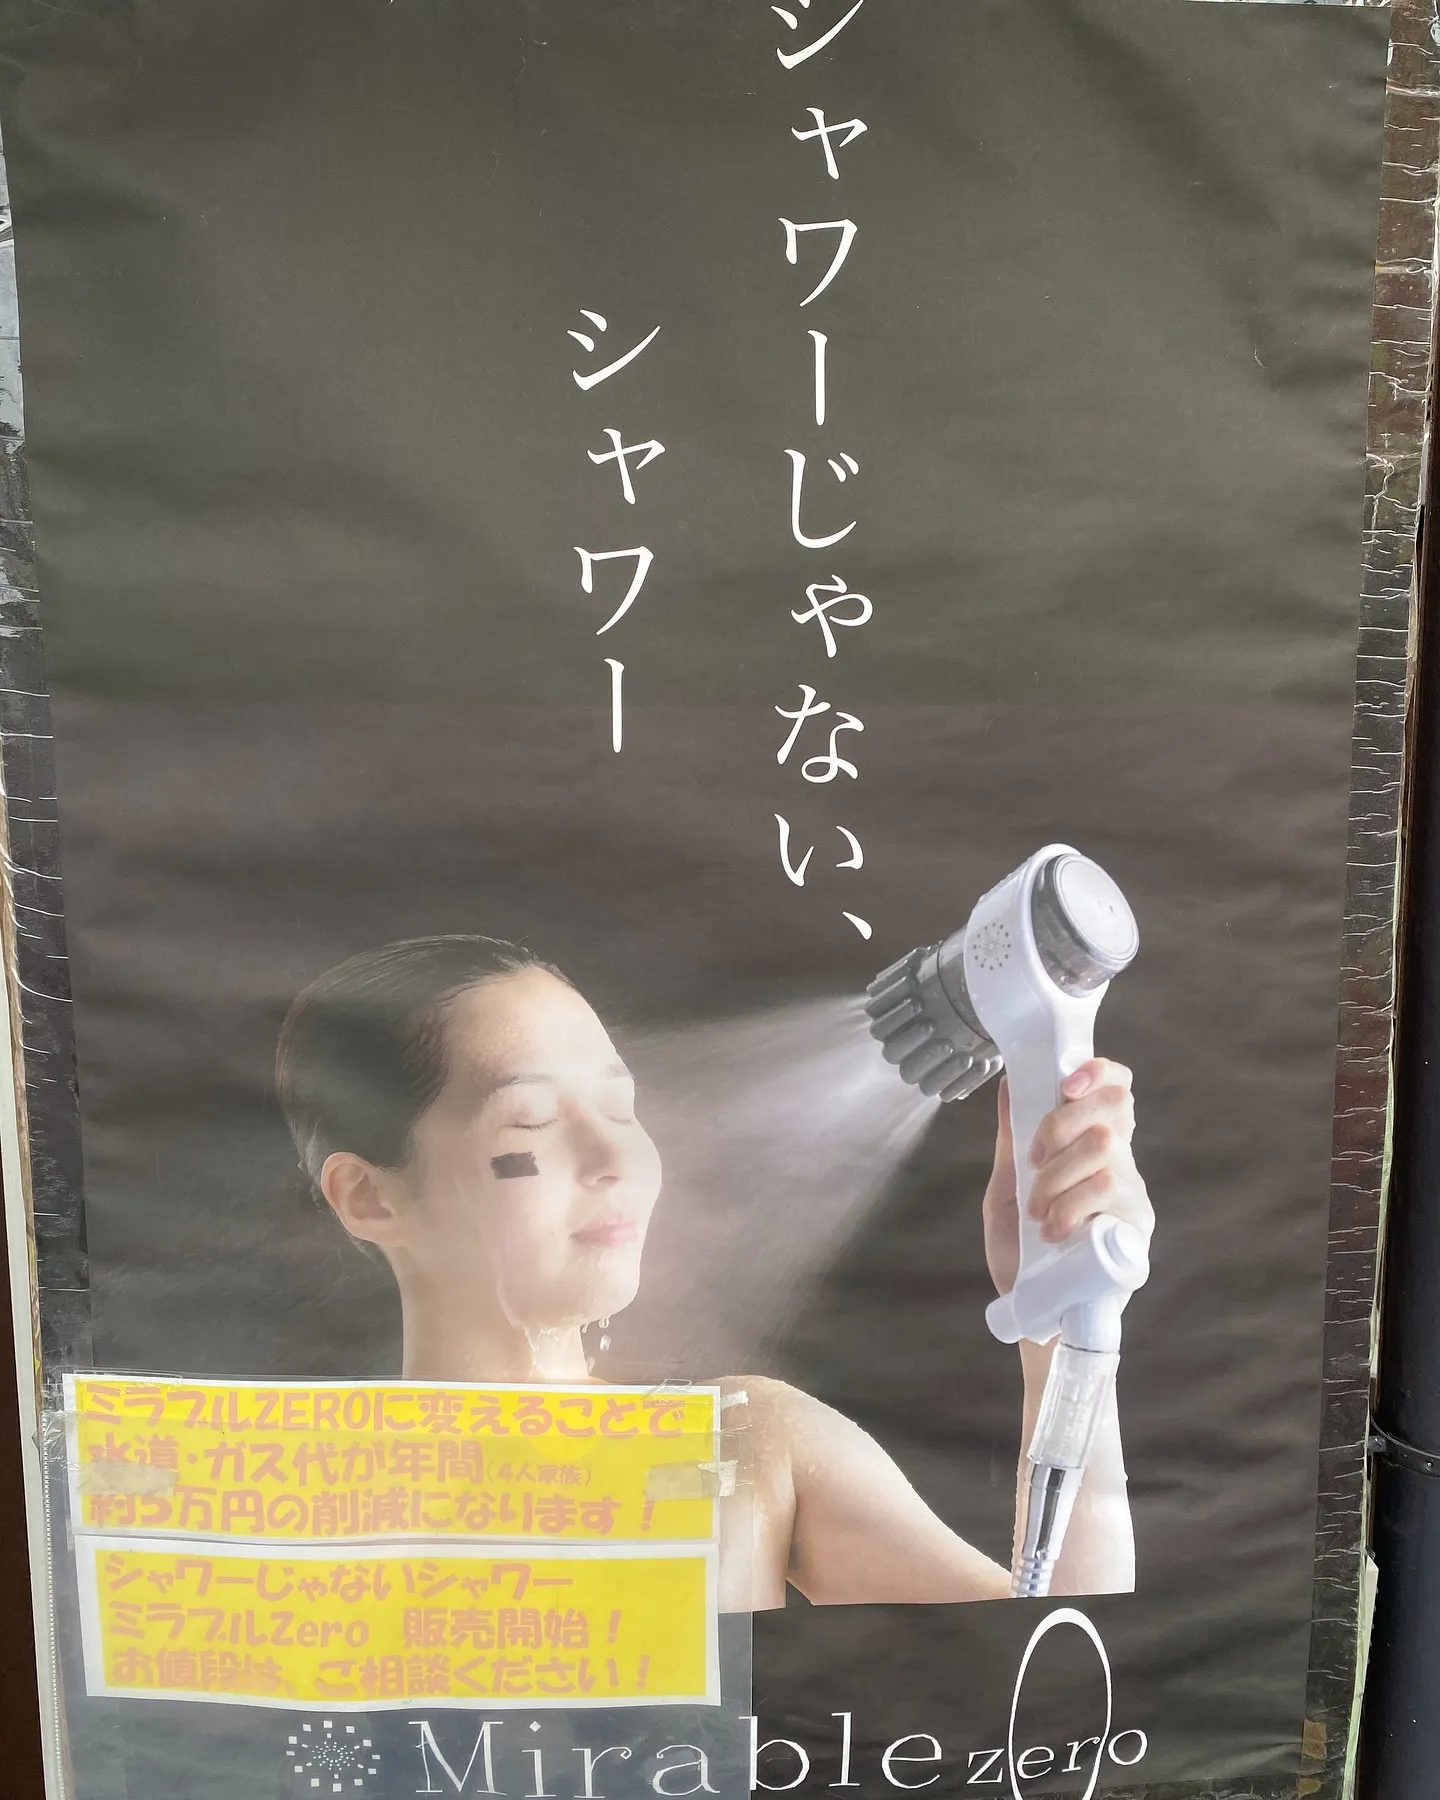 シャワーじゃない、
シャワー
ミラブルZEROに変えることで
水道・ガス代が年間(4人家族)
約5万円の削減になります！
シャワーじゃないシャワー
ミラブルZero 販売開始！
お値段は、ご相談ください！
Mirable zero